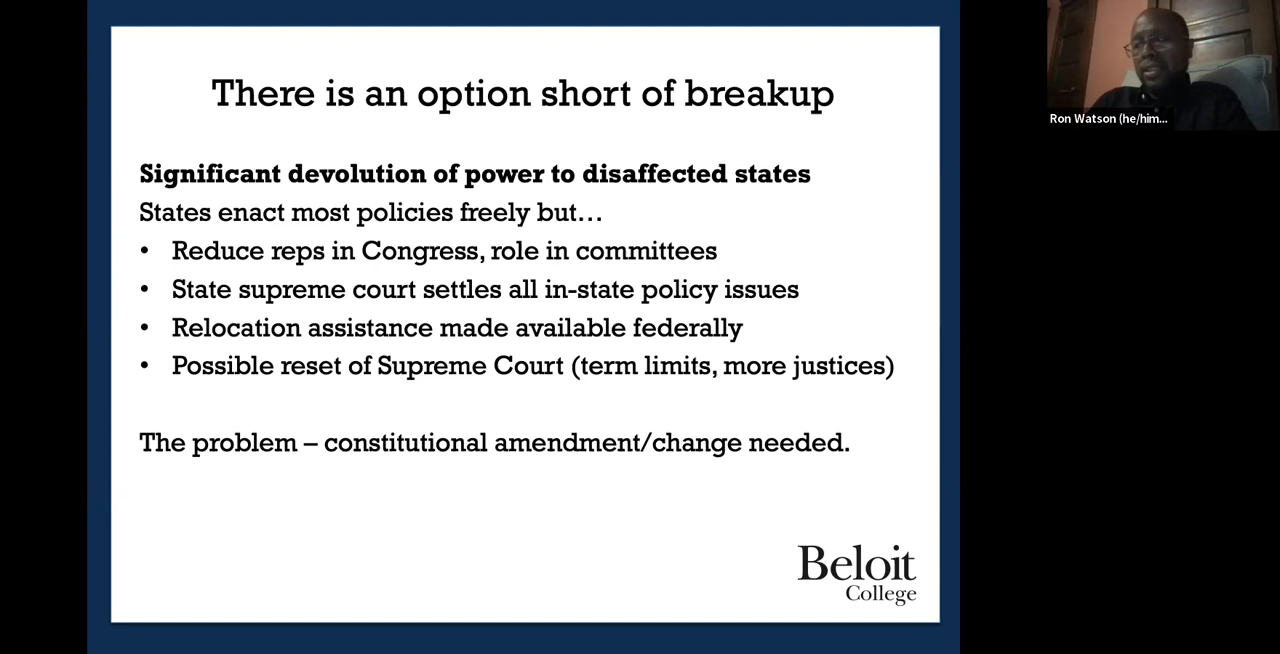 There is an option short of breakup
Significant devolution of power to disaffected states
States enact most policies freely but…
• Reduce reps in Congress, role in committees
• State supreme court settles all in-state policy issues
• Relocation assistance made available federally
• Possible reset of Supreme Court (term limits, more justices)
The problem – constitutional amendment/change needed.
Beloit
College
Ron Watson (he/him...